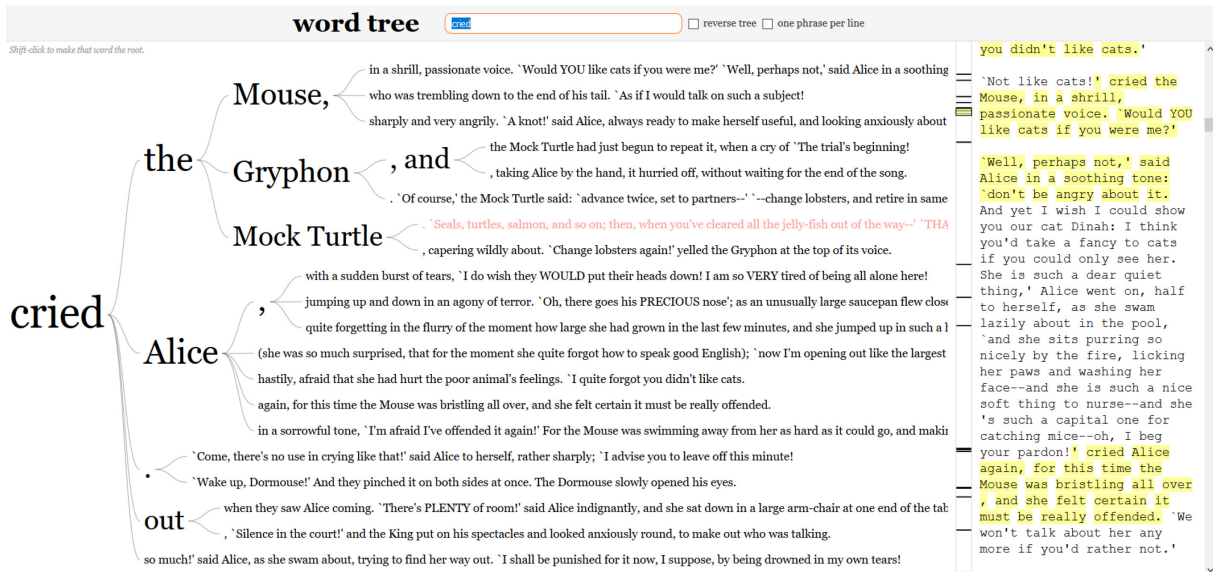 word tree
cried
reverse tree
one phrase per line
Shift-click to make that word the root.
cried
the
Mouse,
in a shrill, passionate voice. `Would YOU like cats if you were me?' `Well, perhaps not,' said Alice in a soothing
who was trembling down to the end of his tail. `As if I would talk on such a subject!
sharply and very angrily. `A knot!' said Alice, always ready to make herself useful, and looking anxiously about
Gryphon
, and
the Mock Turtle had just begun to repeat it, when a cry of `The trial's beginning!
, taking Alice by the hand, it hurried off, without waiting for the end of the song.
. `Of course,' the Mock Turtle said: `advance twice, set to partners--' `--change lobsters, and retire in same
Mock Turtle
. `Seals, turtles, salmon, and so on; then, when you've cleared all the jelly-fish out of the way--' `THA
, capering wildly about. `Change lobsters again!' yelled the Gryphon at the top of its voice.
Alice
,
with a sudden burst of tears, `I do wish they WOULD put their heads down! I am so VERY tired of being all alone here!
jumping up and down in an agony of terror. `Oh, there goes his PRECIOUS nose'; as an unusually large saucepan flew close
quite forgetting in the flurry of the moment how large she had grown in the last few minutes, and she jumped up in such a h
(she was so much surprised, that for the moment she quite forgot how to speak good English); `now I'm opening out like the largest
hastily, afraid that she had hurt the poor animal's feelings. `I quite forgot you didn't like cats.
again, for this time the Mouse was bristling all over, and she felt certain it must be really offended.
in a sorrowful tone, `I'm afraid I've offended it again!' For the Mouse was swimming away from her as hard as it could go, and makin
.
`Come, there's no use in crying like that!' said Alice to herself, rather sharply; `I advise you to leave off this minute!
`Wake up, Dormouse!' And they pinched it on both sides at once. The Dormouse slowly opened his eyes.
out
when they saw Alice coming. `There's PLENTY of room!' said Alice indignantly, and she sat down in a large arm-chair at one end of the tab
, `Silence in the court!' and the King put on his spectacles and looked anxiously round, to make out who was talking.
so much!' said Alice, as she swam about, trying to find her way out. `I shall be punished for it now, I suppose, by being drowned in my own tears!
you didn't like cats.'
`Not like cats!' cried the
Mouse, in a shrill,
passionate voice. `Would YOU
like cats if you were me?'
`Well, perhaps not,' said
Alice in a soothing tone:
`don't be angry about it.
And yet I wish I could show
you our cat Dinah: I think
you'd take a fancy to cats
if you could only see her.
She is such a dear quiet
thing,' Alice went on, half
to herself, as she swam
lazily about in the pool,
`and she sits purring so
nicely by the fire, licking
her paws and washing her
face--and she is such a nice
soft thing to nurse--and she
's such a capital one for
catching mice--oh, I beg
your pardon!' cried Alice
again, for this time the
Mouse was bristling all over
, and she felt certain it
must be really offended. `We
won't talk about her any
more if you'd rather not.'